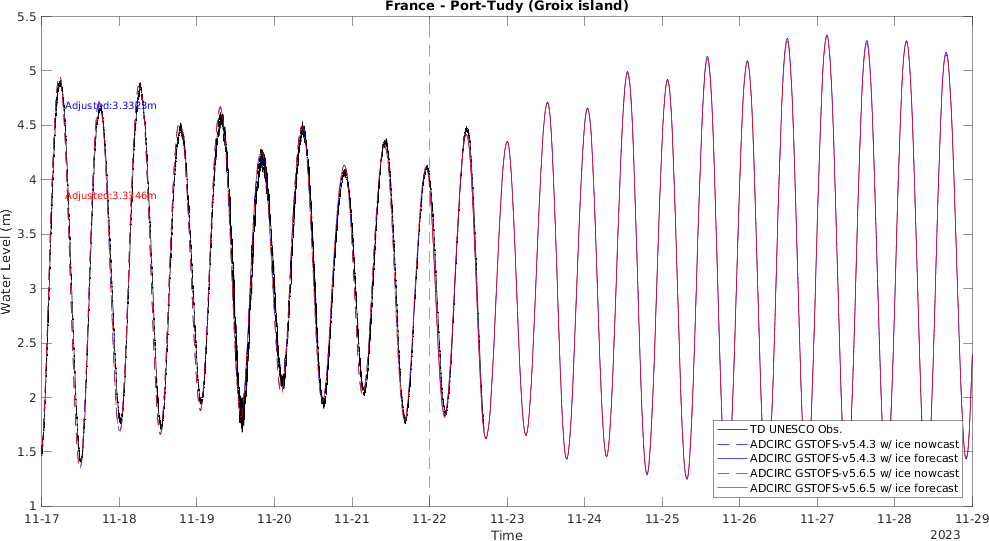 France - Port-Tudy (Groix island)
5.5
5
4.5
4
3.5
3
2.5
2
1.5
1
Water Level (m)
Adjusted:3.3323m
Adjusted:3.3346m
TD UNESCO Obs.
ADCIRC GSTOFS-v5.4.3 w/ ice nowcast
ADCIRC GSTOFS-v5.4.3 w/ ice forecast
ADCIRC GSTOFS-v5.6.5 w/ ice nowcast
ADCIRC GSTOFS-v5.6.5 w/ ice forecast
11-17 11-18 11-19 11-20 11-21 11-22 11-23 11-24 11-25 11-26 11-27 11-28 11-29
Time
2023